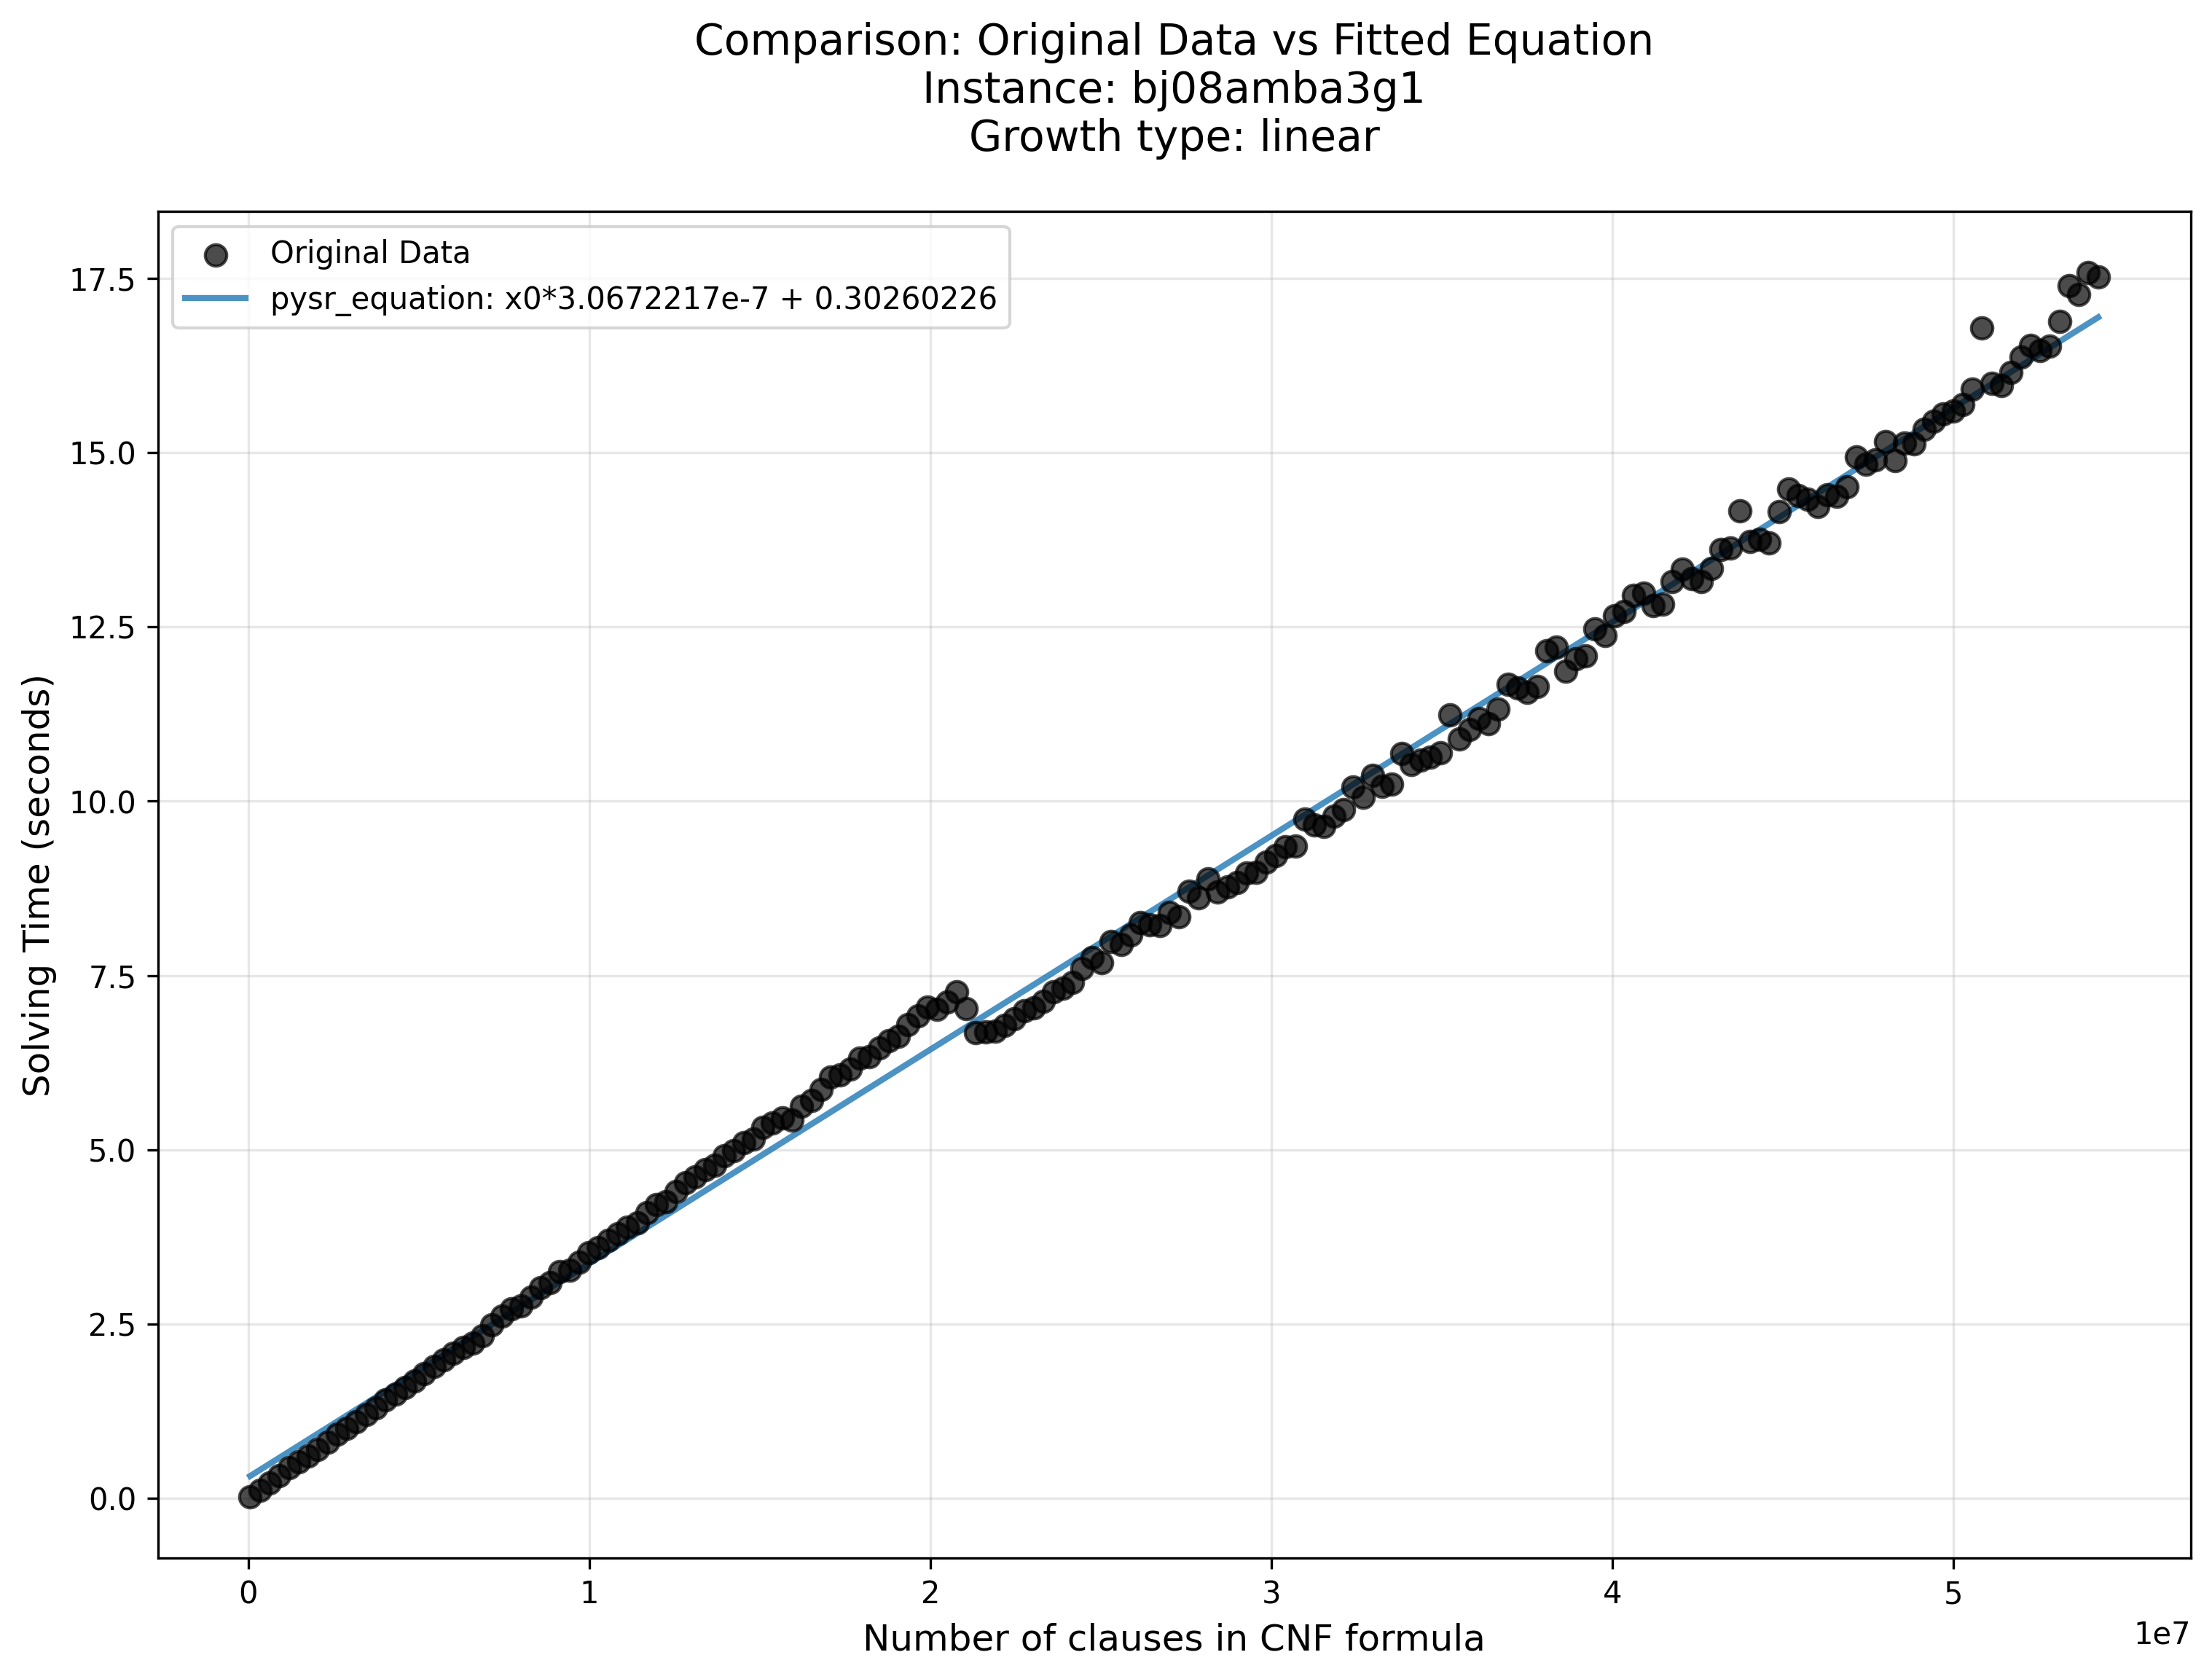 Comparison: Original Data vs Fitted Equation
Instance: bj08amba3g1
Growth type: linear
Original Data
pysr_equation: x0*3.0672217e-7 + 0.30260226
17.5
15.0
12.5
10.0
7.5
5.0
2.5
0.0
Solving Time (seconds)
0 1 2 3 4 5
1e7
Number of clauses in CNF formula